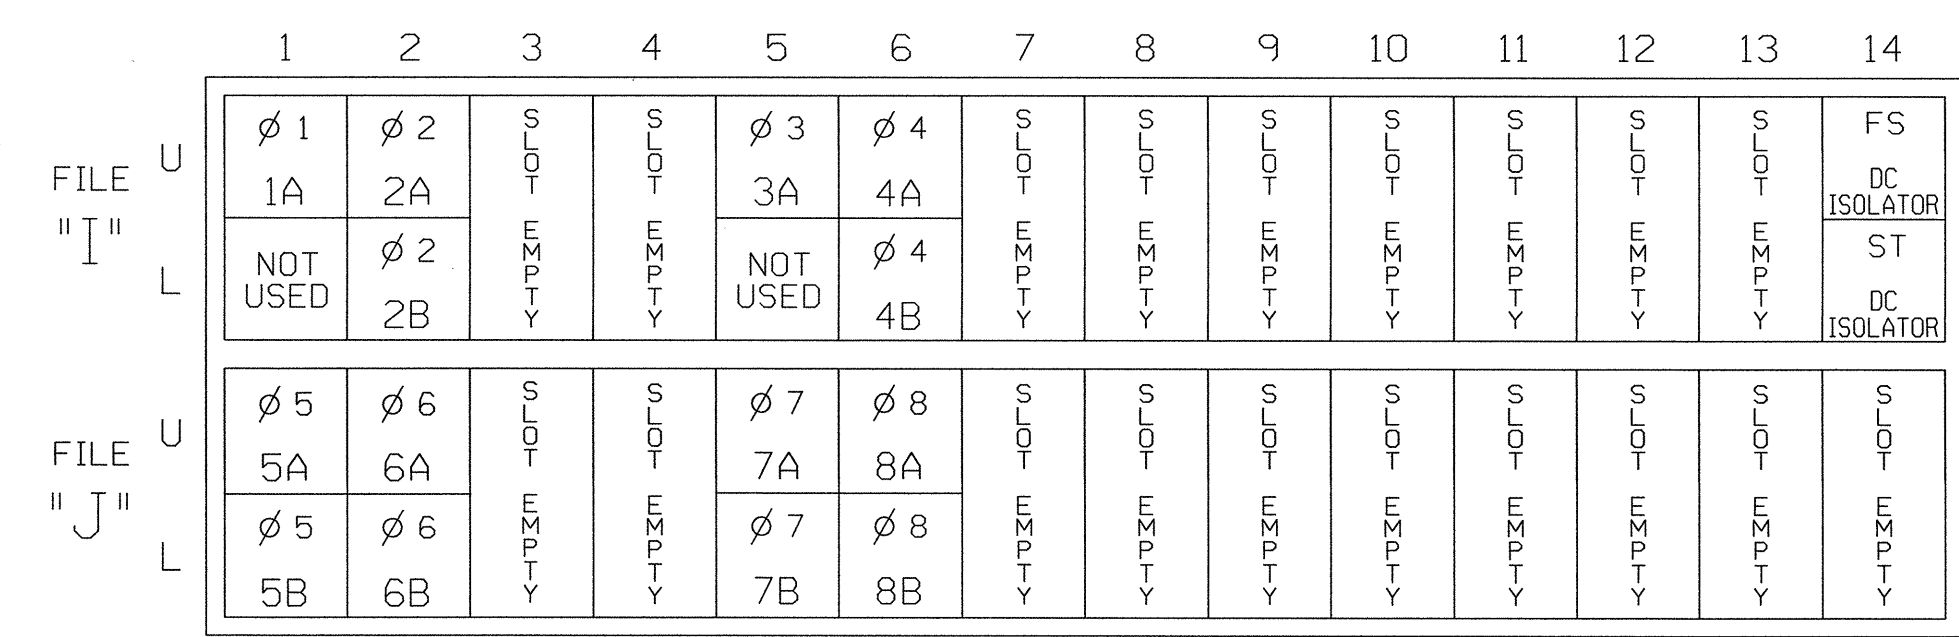 1 2 3 4 5 6 7 8 9 10 11 12 13 14
FILE "I"
U
Ø 1 1A
Ø 2 2A
SLOT EMPTY
SLOT EMPTY
Ø 3 3A
Ø 4 4A
SLOT EMPTY
SLOT EMPTY
SLOT EMPTY
SLOT EMPTY
SLOT EMPTY
SLOT EMPTY
SLOT EMPTY
FS DC ISOLATOR
L
NOT USED
Ø 2 2B
NOT USED
Ø 4 4B
ST DC ISOLATOR
FILE "J"
U
Ø 5 5A
Ø 6 6A
SLOT EMPTY
SLOT EMPTY
Ø 7 7A
Ø 8 8A
SLOT EMPTY
SLOT EMPTY
SLOT EMPTY
SLOT EMPTY
SLOT EMPTY
SLOT EMPTY
SLOT EMPTY
SLOT EMPTY
L
Ø 5 5B
Ø 6 6B
Ø 7 7B
Ø 8 8B